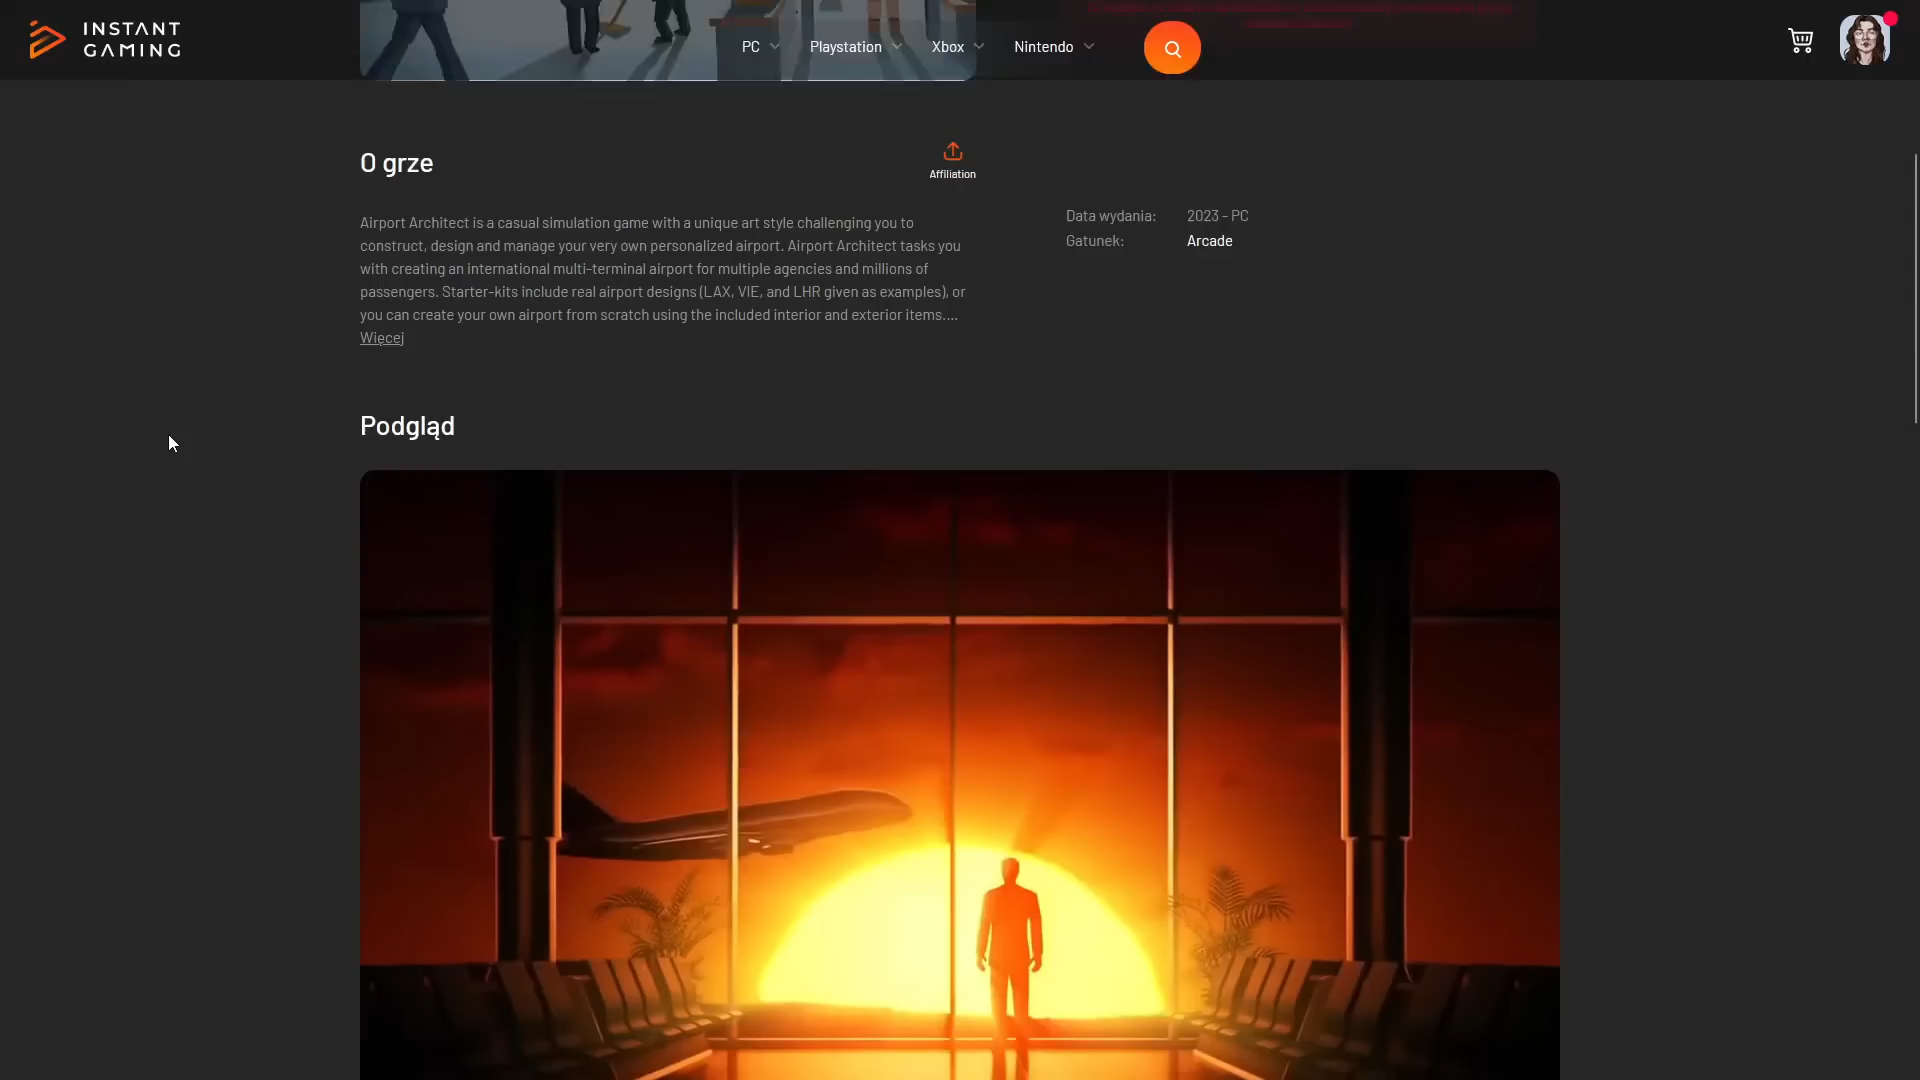 INSTANT
GAMING
PC
Playstation
Xbox
Nintendo
O grze
Affiliation
Airport Architect is a casual simulation game with a unique art style challenging you to
construct, design and manage your very own personalized airport. Airport Architect tasks you
with creating an international multi-terminal airport for multiple agencies and millions of
passengers. Starter-kits include real airport designs (LAX, VIE, and LHR given as examples), or
you can create your own airport from scratch using the included interior and exterior items....
Więcej
Data wydania: 2023 - PC
Gatunek: Arcade
Podgląd